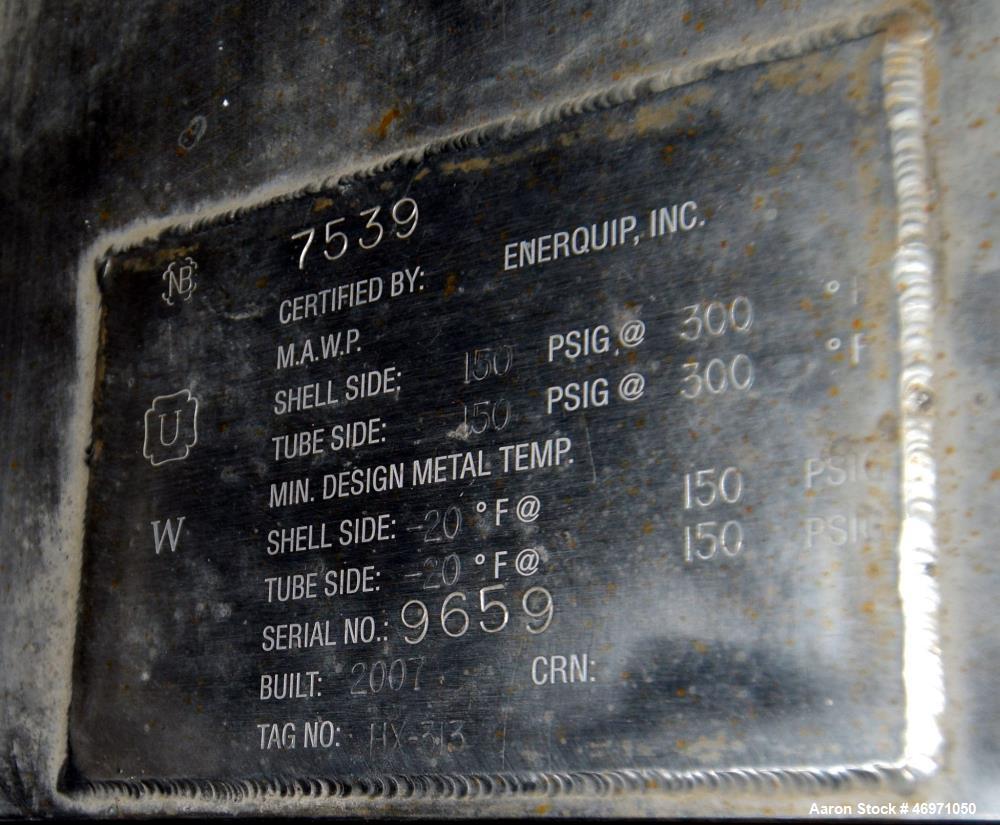 NB 7539
CERTIFIED BY: ENERQUIP, INC.
M.A.W.P.
SHELL SIDE: 150 PSIG @ 300 °F
TUBE SIDE: 150 PSIG @ 300 °F
U
MIN. DESIGN METAL TEMP.
W SHELL SIDE: -20 °F @ 150 PSIG
TUBE SIDE: -20 °F @ 150 PSIG
SERIAL NO.: 9659
BUILT: 2007 CRN:
TAG NO: HX-313
Aaron Stock # 46971050